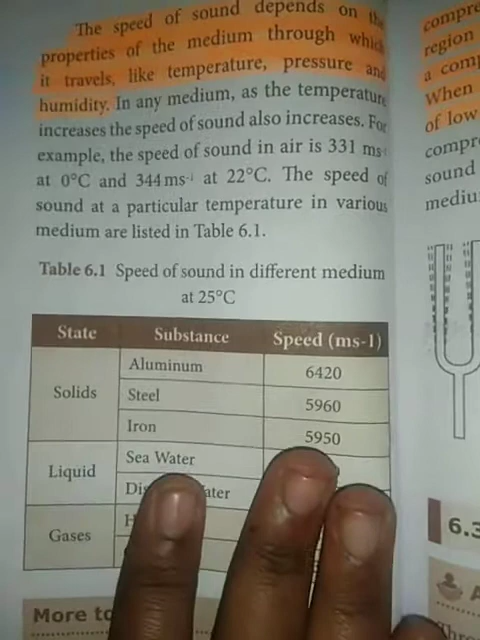 The speed of sound depends on the
properties of the medium through which
it travels, like temperature, pressure and
humidity. In any medium, as the temperature
increases the speed of sound also increases. For
example, the speed of sound in air is 331 ms-¹
at 0°C and 344 ms-¹ at 22°C. The speed of
sound at a particular temperature in various
medium are listed in Table 6.1.
Table 6.1 Speed of sound in different medium
at 25°C
State Substance Speed (ms-1)
Solids
Aluminum 6420
Steel 5960
Iron 5950
Liquid
Sea Water
Gases
More
region
a
When
of low
sound
6.3